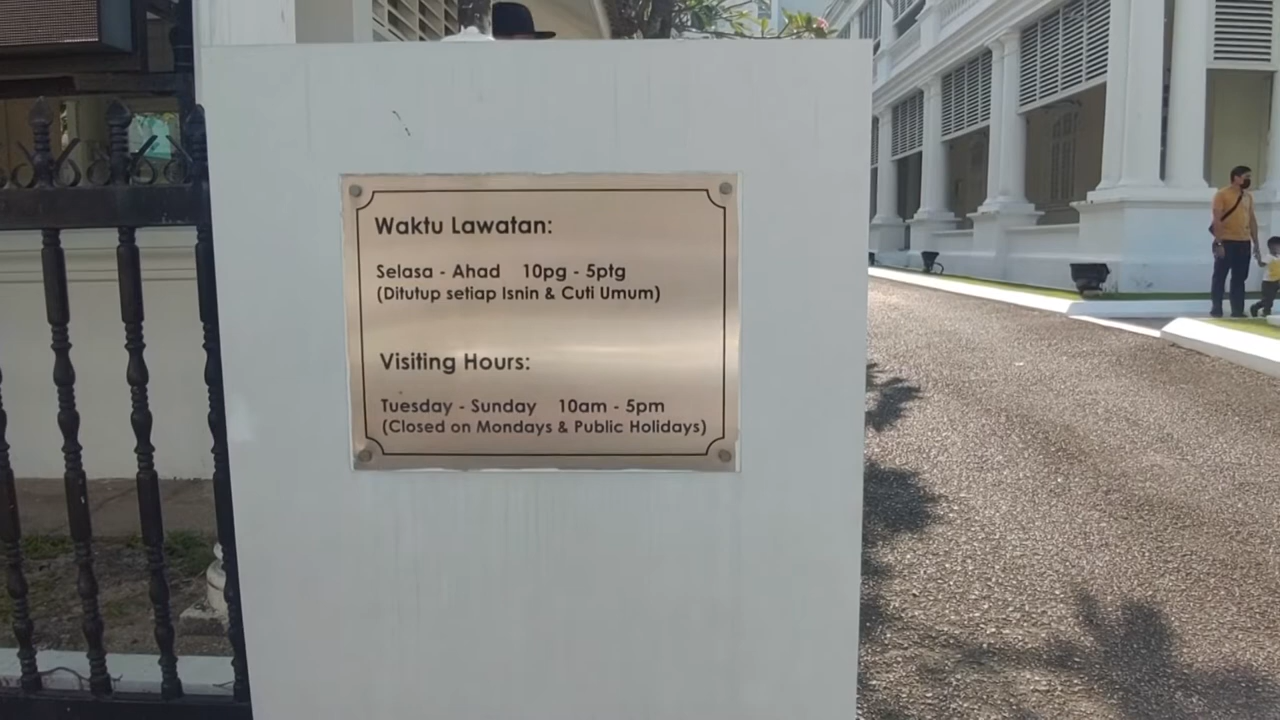 Waktu Lawatan:
Selasa - Ahad 10pg - 5ptg
(Ditutup setiap Isnin & Cuti Umum)
Visiting Hours:
Tuesday - Sunday 10am - 5pm
(Closed on Mondays & Public Holidays)